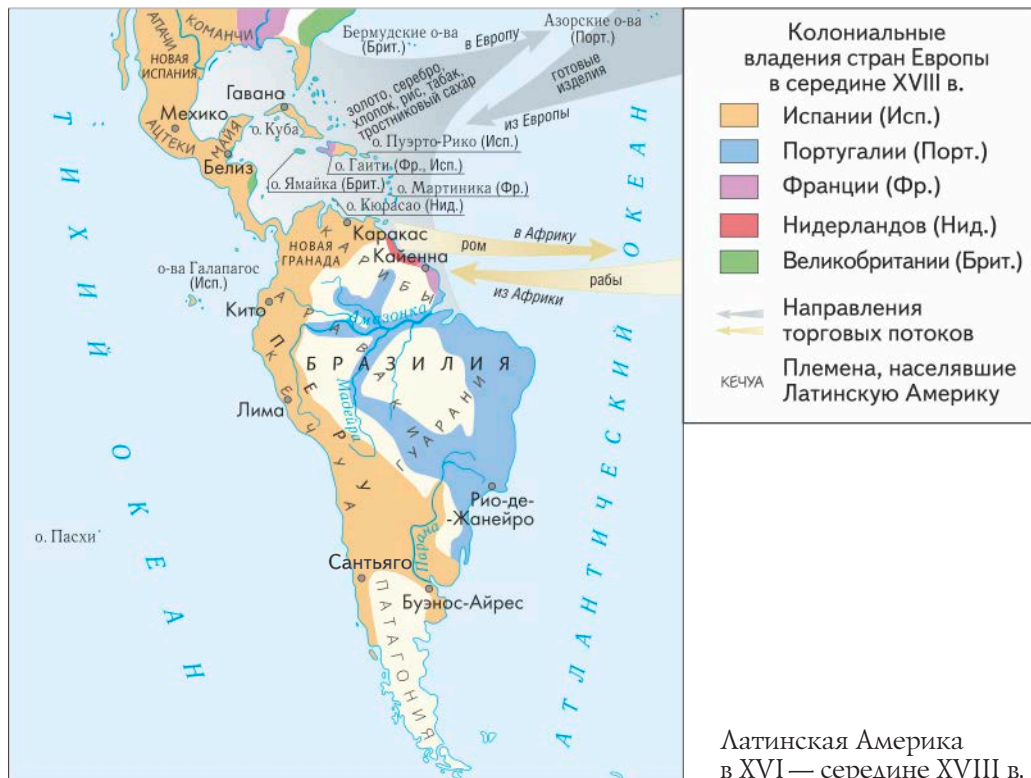 АПАЧИ
КОМАНЧИ
НОВАЯ
ИСПАНИЯ
Бермудские о-ва
(Брит.)
в Европу
Азорские о-ва
(Порт.)
золото, серебро,
хлопок, рис, табак,
тростниковый сахар
готовые
изделия
из Европы
Гавана
Мехико
АЦТЕКИ
МАЙЯ
о. Куба
Белиз
о. Пуэрто-Рико (Исп.)
о. Гаити (Фр., Исп.)
о. Ямайка (Брит.)
о. Мартиника (Фр.)
о. Кюрасао (Нид.)
Каракас
НОВАЯ
ГРАНАДА
КАРИБЫ
Кайенна
ром
в Африку
рабы
из Африки
о-ва Галапагос
(Исп.)
Кито
Амазонка
АРАВАКИ
БРАЗИЛИЯ
ПЕРУ
КЕЧУА
Мадейра
ГУАРАНИ
Лима
Рио-де-
-Жанейро
о. Пасхи
Парана
Сантьяго
Буэнос-Айрес
ПАТАГОНИЯ
ТИХИЙ ОКЕАН
АТЛАНТИЧЕСКИЙ ОКЕАН
Колониальные
владения стран Европы
в середине XVIII в.
Испании (Исп.)
Португалии (Порт.)
Франции (Фр.)
Нидерландов (Нид.)
Великобритании (Брит.)
Направления
торговых потоков
КЕЧУА
Племена, населявшие
Латинскую Америку
Латинская Америка
в XVI — середине XVIII в.